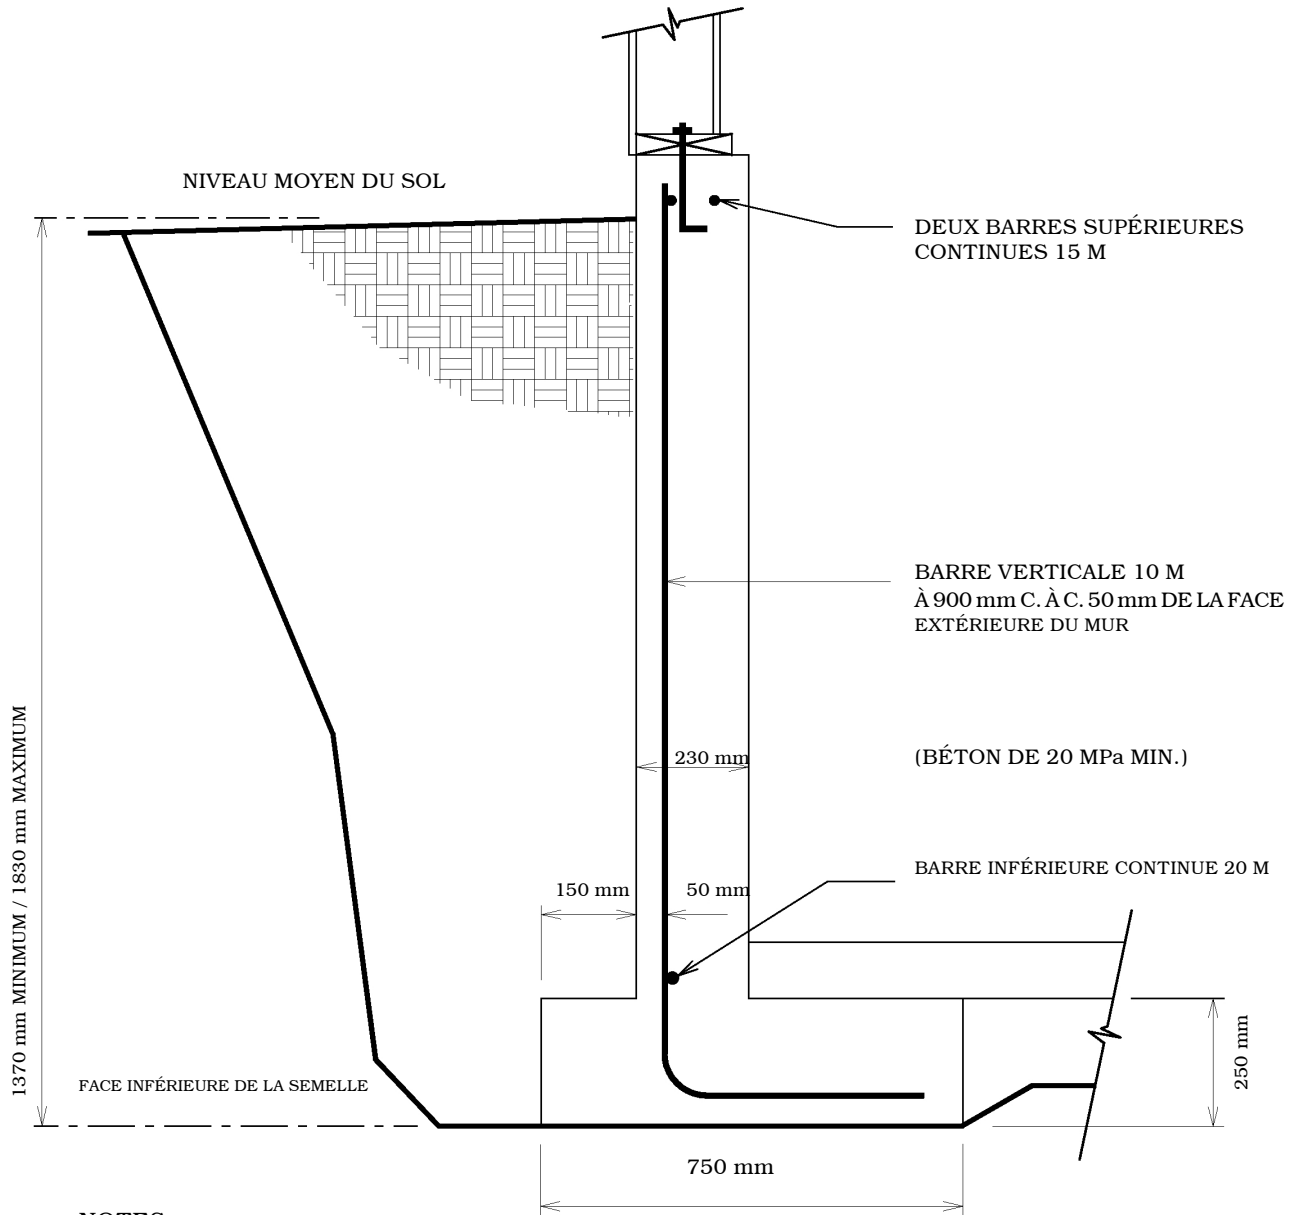 NIVEAU MOYEN DU SOL
DEUX BARRES SUPÉRIEURES
CONTINUES 15 M
BARRE VERTICALE 10 M
À 900 mm C. À C. 50 mm DE LA FACE
EXTÉRIEURE DU MUR
1370 mm MINIMUM / 1830 mm MAXIMUM
230 mm
(BÉTON DE 20 MPa MIN.)
BARRE INFÉRIEURE CONTINUE 20 M
150 mm
50 mm
250 mm
FACE INFÉRIEURE DE LA SEMELLE
750 mm